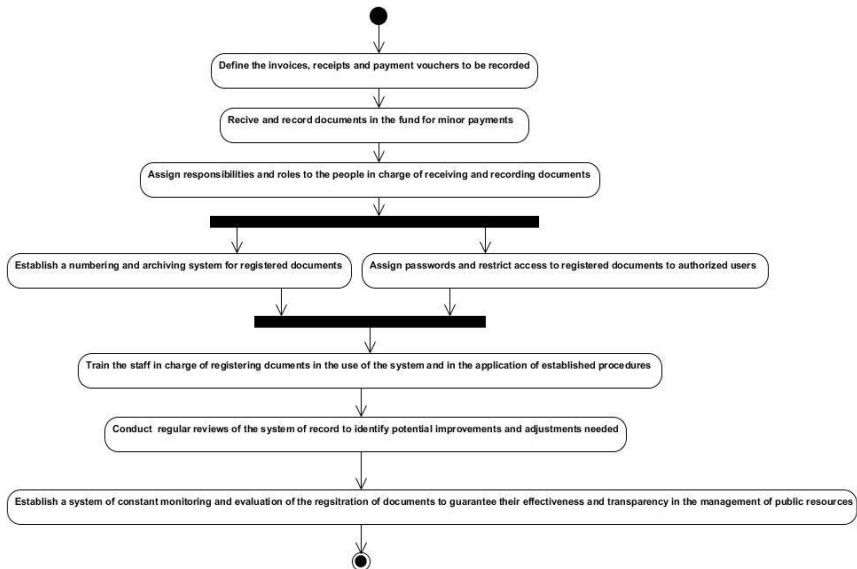 Define the invoices, receipts and payment vouchers to be recorded
Recive and record documents in the fund for minor payments
Assign responsibilities and roles to the people in charge of receiving and recording documents
Establish a numbering and archiving system for registered documents
Assign passwords and restrict access to registered documents to authorized users
Train the staff in charge of registering dcuments in the use of the system and in the application of established procedures
Conduct regular reviews of the system of record to identify potential improvements and adjustments needed
Establish a system of constant monitoring and evaluation of the regsitration of documents to guarantee their effectiveness and transparency in the management of public resources